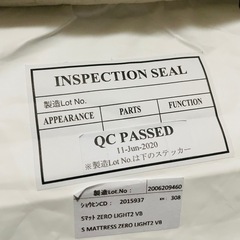 INSPECTION SEAL
製造Lot No.
APPEARANCE PARTS FUNCTION
QC PASSED
11-Jun-2020
※製造Lot No.は下のステッカー
製造Lot No.: 2006209460
ショウヒンCD : 2015937 308
Sマット ZERO LIGHT2 VB
S MATTRESS ZERO LIGHT2 VB